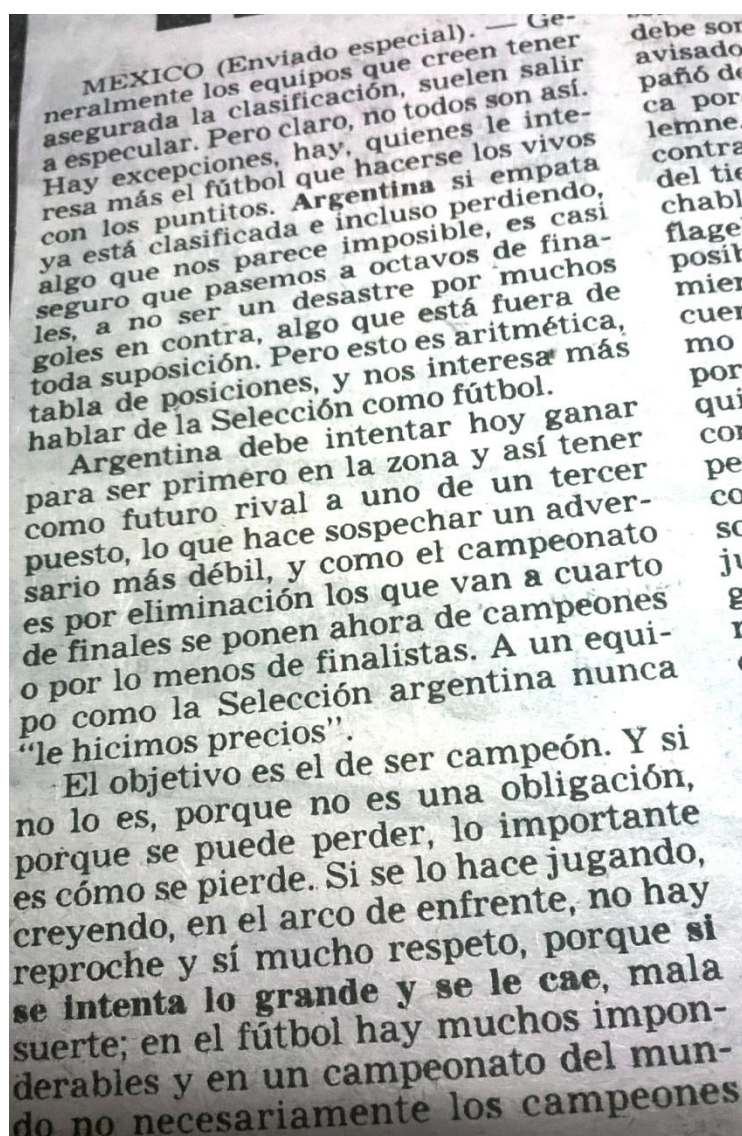 MEXICO (Enviado especial). — Ge-
neralmente los equipos que creen tener
asegurada la clasificación, suelen salir
a especular. Pero claro, no todos son así.
Hay excepciones, hay, quienes le inte-
resa más el fútbol que hacerse los vivos
con los puntitos. Argentina si empata
ya está clasificada e incluso perdiendo,
algo que nos parece imposible, es casi
seguro que pasemos a octavos de fina-
les, a no ser un desastre por muchos
goles en contra, algo que está fuera de
toda suposición. Pero esto es aritmética,
tabla de posiciones, y nos interesa más
hablar de la Selección como fútbol.
Argentina debe intentar hoy ganar
para ser primero en la zona y así tener
como futuro rival a uno de un tercer
puesto, lo que hace sospechar un adver-
sario más débil, y como el campeonato
es por eliminación los que van a cuarto
de finales se ponen ahora de campeones
o por lo menos de finalistas. A un equi-
po como la Selección argentina nunca
“le hicimos precios”.
El objetivo es el de ser campeón. Y si
no lo es, porque no es una obligación,
porque se puede perder, lo importante
es cómo se pierde. Si se lo hace jugando,
creyendo, en el arco de enfrente, no hay
reproche y sí mucho respeto, porque si
se intenta lo grande y se le cae, mala
suerte; en el fútbol hay muchos impon-
derables y en un campeonato del mun-
do no necesariamente los campeones
debe
avisado
pañó
ca
lemne.
contra